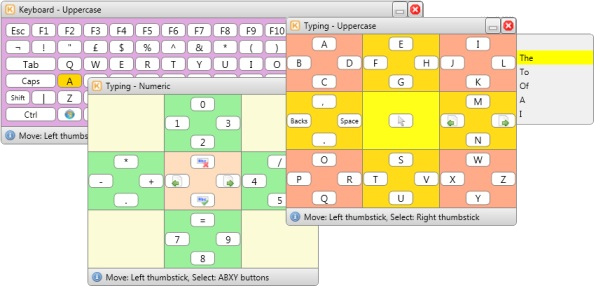 Keyboard - Uppercase
Esc F1 F2 F3 F4 F5 F6 F7 F8 F9 F10
¬ ! " £ $ % ^ & * ( )
Tab Q W E R T Y U I O
Caps A
Shift | Z
Ctrl
Move: Left thumbs
Typing - Numeric
0
1 3
2
* /
- + 4
. 5
=
7 9
8
Move: Left thumbstick, Select: ABXY buttons
Typing - Uppercase
A E I
B D F H J L
C G K
, M
Backs Space
. N
O S W
P R T V X Z
Q U Y
Move: Left thumbstick, Select: Right thumbstick
The
To
Of
A
I